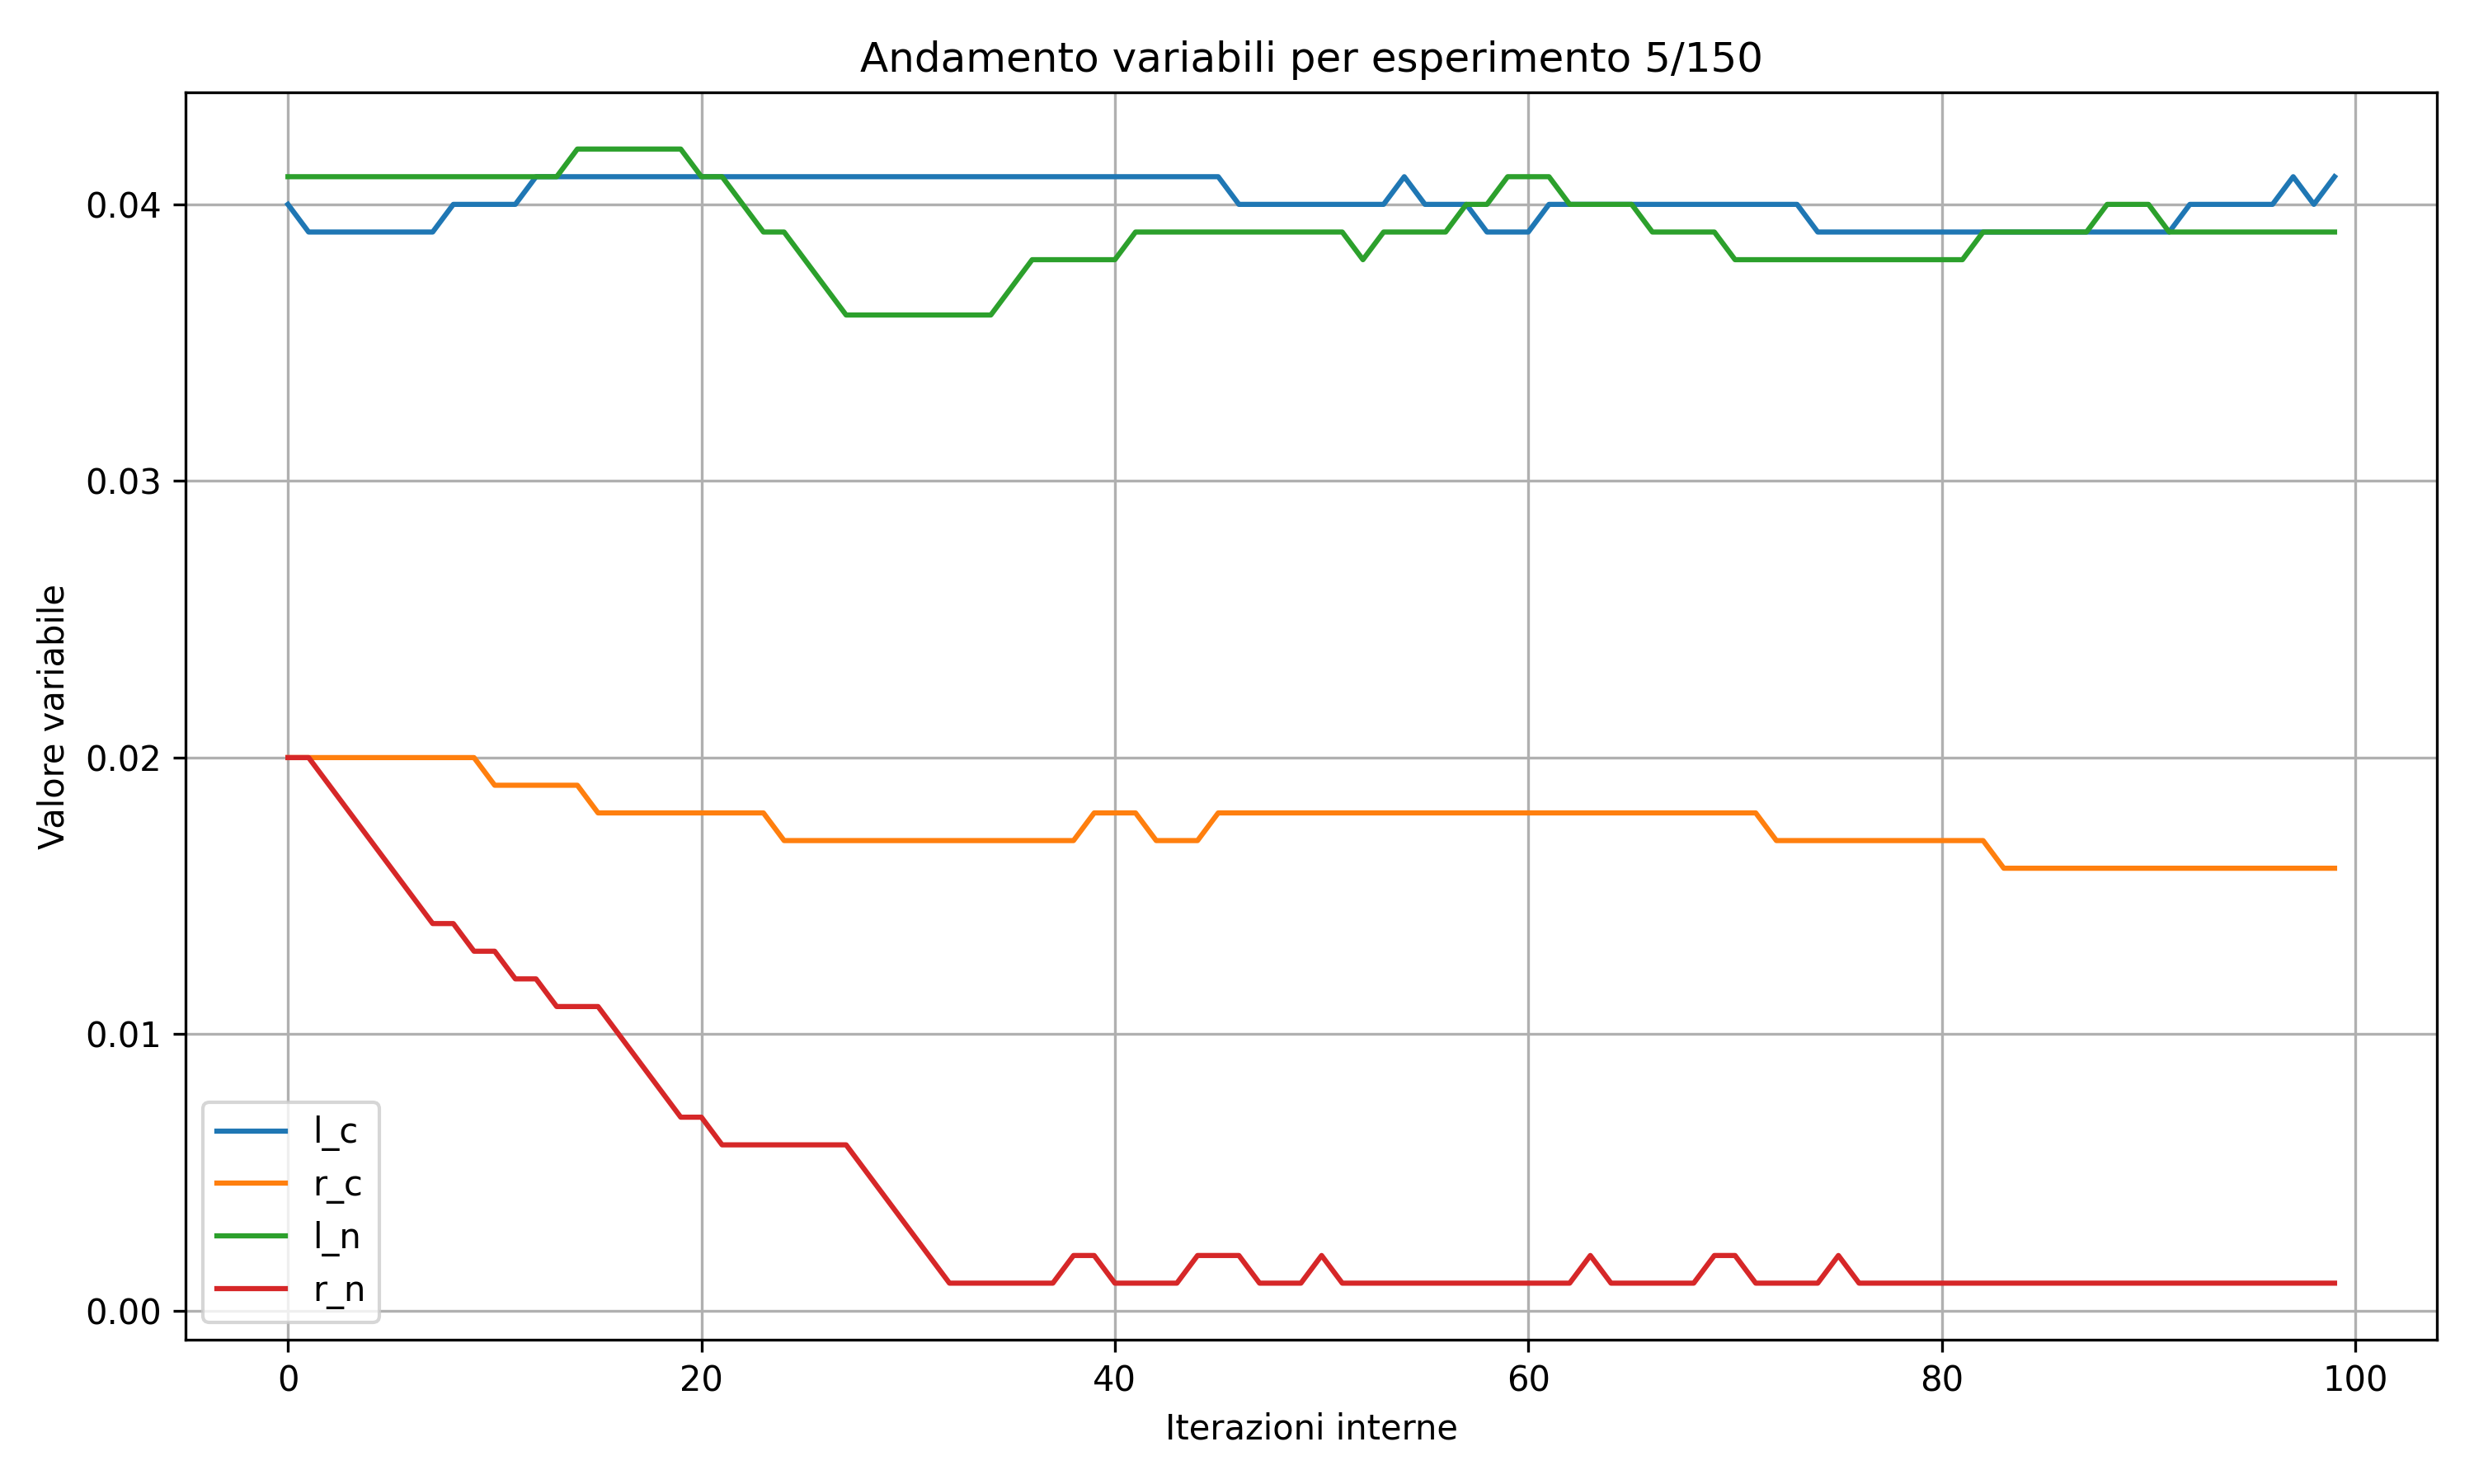 Andamento variabili per esperimento 5/150
Valore variabile
0.04
0.03
0.02
0.01
0.00
l_c
r_c
l_n
r_n
0 20 40 60 80 100
Iterazioni interne